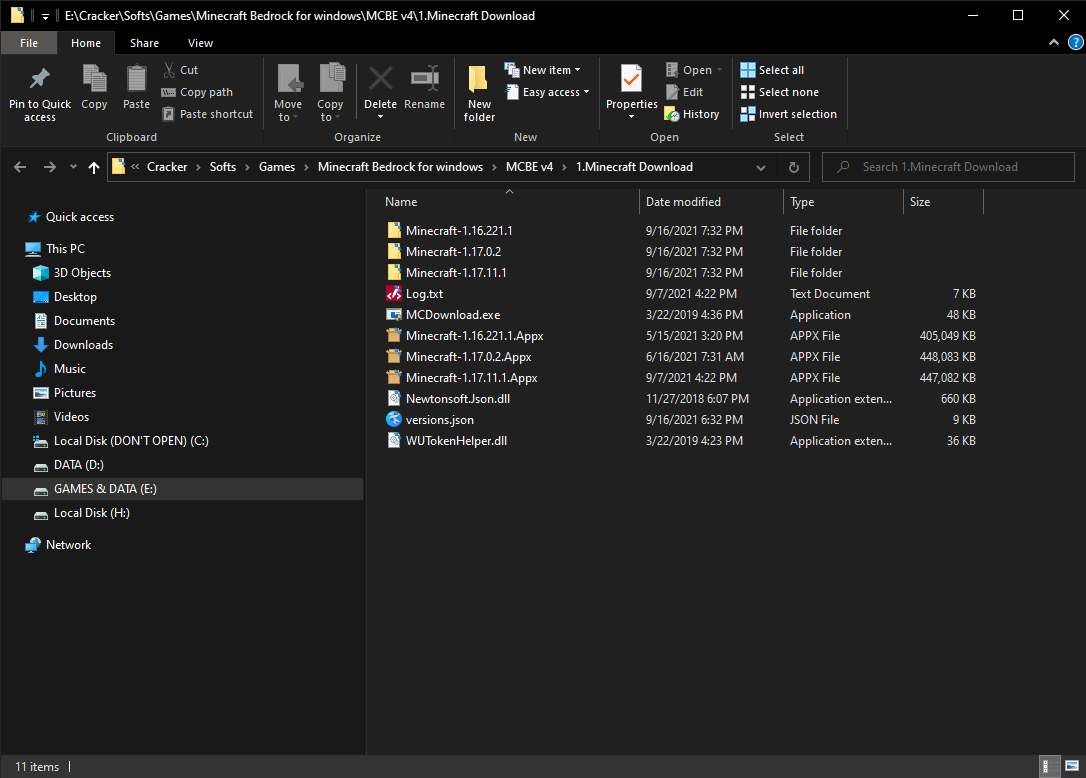 E:\Cracker\Softs\Games\Minecraft Bedrock for windows\MCBE v4\1.Minecraft Download
File Home Share View
Pin to Quick access
Copy
Paste
Cut
Copy path
Paste shortcut
Clipboard
Move to
Copy to
Delete
Rename
Organize
New folder
New item
Easy access
New
Properties
Open
Edit
History
Open
Select all
Select none
Invert selection
Select
« Cracker › Softs › Games › Minecraft Bedrock for windows › MCBE v4 › 1.Minecraft Download
Search 1.Minecraft Download
Quick access
This PC
3D Objects
Desktop
Documents
Downloads
Music
Pictures
Videos
Local Disk (DON'T OPEN) (C:)
DATA (D:)
GAMES & DATA (E:)
Local Disk (H:)
Network
Name Date modified Type Size
Minecraft-1.16.221.1 9/16/2021 7:32 PM File folder
Minecraft-1.17.0.2 9/16/2021 7:32 PM File folder
Minecraft-1.17.11.1 9/16/2021 7:32 PM File folder
Log.txt 9/7/2021 4:22 PM Text Document 7 KB
MCDownload.exe 3/22/2019 4:36 PM Application 48 KB
Minecraft-1.16.221.1.Appx 5/15/2021 3:20 PM APPX File 405,049 KB
Minecraft-1.17.0.2.Appx 6/16/2021 7:31 AM APPX File 448,083 KB
Minecraft-1.17.11.1.Appx 9/7/2021 4:22 PM APPX File 447,082 KB
Newtonsoft.Json.dll 11/27/2018 6:07 PM Application exten... 660 KB
versions.json 9/16/2021 6:32 PM JSON File 9 KB
WUTokenHelper.dll 3/22/2019 4:23 PM Application exten... 36 KB
11 items